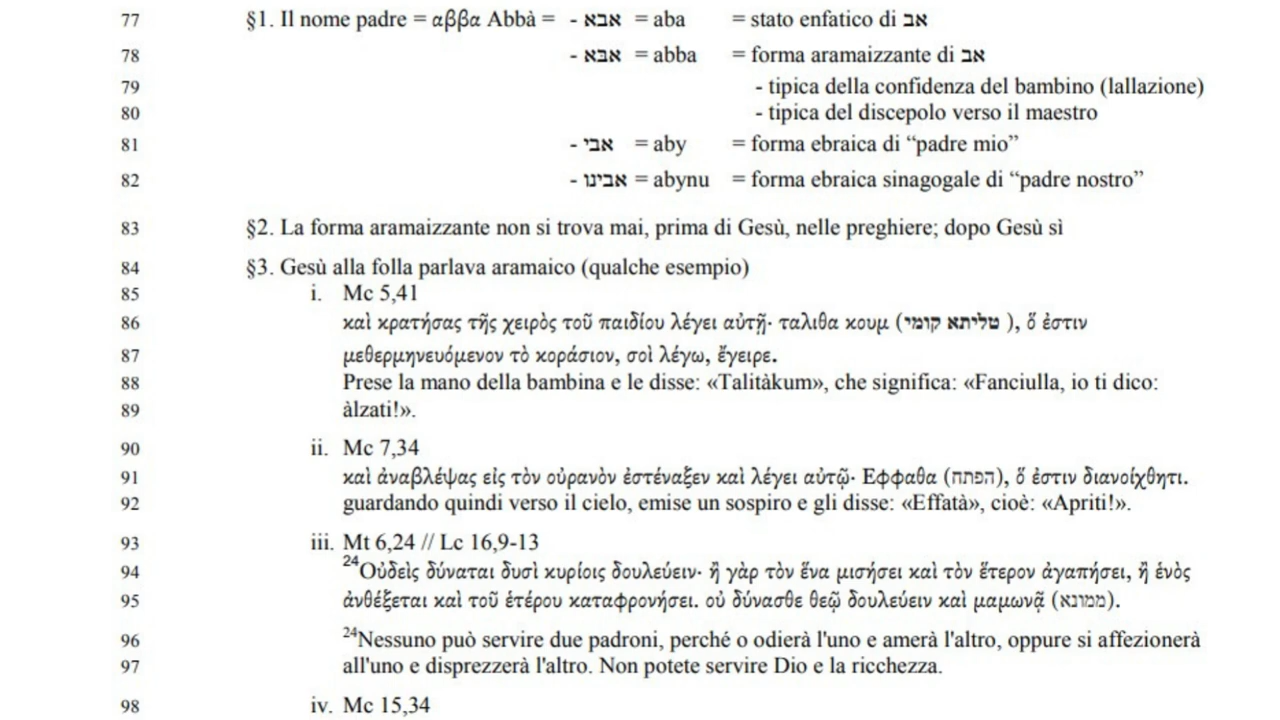 77 §1. Il nome padre = αββα Abbà = - אבא = aba = stato enfatico di אב
78 - אבּא = abba = forma aramaizzante di אב
79 - tipica della confidenza del bambino (lallazione)
80 - tipica del discepolo verso il maestro
81 - אבי = aby = forma ebraica di “padre mio”
82 - אבינו = abynu = forma ebraica sinagogale di “padre nostro”
83 §2. La forma aramaizzante non si trova mai, prima di Gesù, nelle preghiere; dopo Gesù sì
84 §3. Gesù alla folla parlava aramaico (qualche esempio)
85 i. Mc 5,41
86 καὶ κρατήσας τῆς χειρὸς τοῦ παιδίου λέγει αὐτῇ· ταλιθα κουμ (טליתא קומי ), ὅ ἐστιν
87 μεθερμηνευόμενον τὸ κοράσιον, σοὶ λέγω, ἔγειρε.
88 Prese la mano della bambina e le disse: «Talitàkum», che significa: «Fanciulla, io ti dico:
89 àlzati!».
90 ii. Mc 7,34
91 καὶ ἀναβλέψας εἰς τὸν οὐρανὸν ἐστέναξεν καὶ λέγει αὐτῷ· Εφφαθα (הפתח), ὅ ἐστιν διανοίχθητι.
92 guardando quindi verso il cielo, emise un sospiro e gli disse: «Effatà», cioè: «Apriti!».
93 iii. Mt 6,24 // Lc 16,9-13
94 24Οὐδεὶς δύναται δυσὶ κυρίοις δουλεύειν· ἢ γὰρ τὸν ἕνα μισήσει καὶ τὸν ἕτερον ἀγαπήσει, ἢ ἑνὸς
95 ἀνθέξεται καὶ τοῦ ἑτέρου καταφρονήσει. οὐ δύνασθε θεῷ δουλεύειν καὶ μαμωνᾷ (ממונא).
96 24Nessuno può servire due padroni, perché o odierà l'uno e amerà l'altro, oppure si affezionerà
97 all'uno e disprezzerà l'altro. Non potete servire Dio e la ricchezza.
98 iv. Mc 15,34